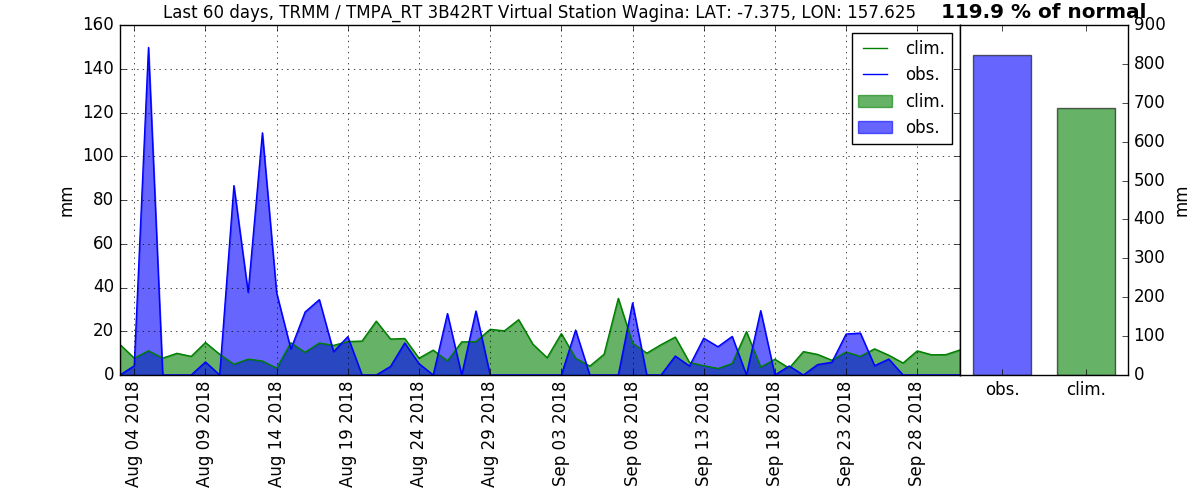 Last 60 days, TRMM / TMPA_RT 3B42RT Virtual Station Wagina: LAT: -7.375, LON: 157.625
119.9 % of normal
160
140
120
100
80
60
40
20
0
mm
clim.
obs.
clim.
obs.
900
800
700
600
500
400
300
200
100
0
mm
Aug 04 2018
Aug 09 2018
Aug 14 2018
Aug 19 2018
Aug 24 2018
Aug 29 2018
Sep 03 2018
Sep 08 2018
Sep 13 2018
Sep 18 2018
Sep 23 2018
Sep 28 2018
obs.
clim.